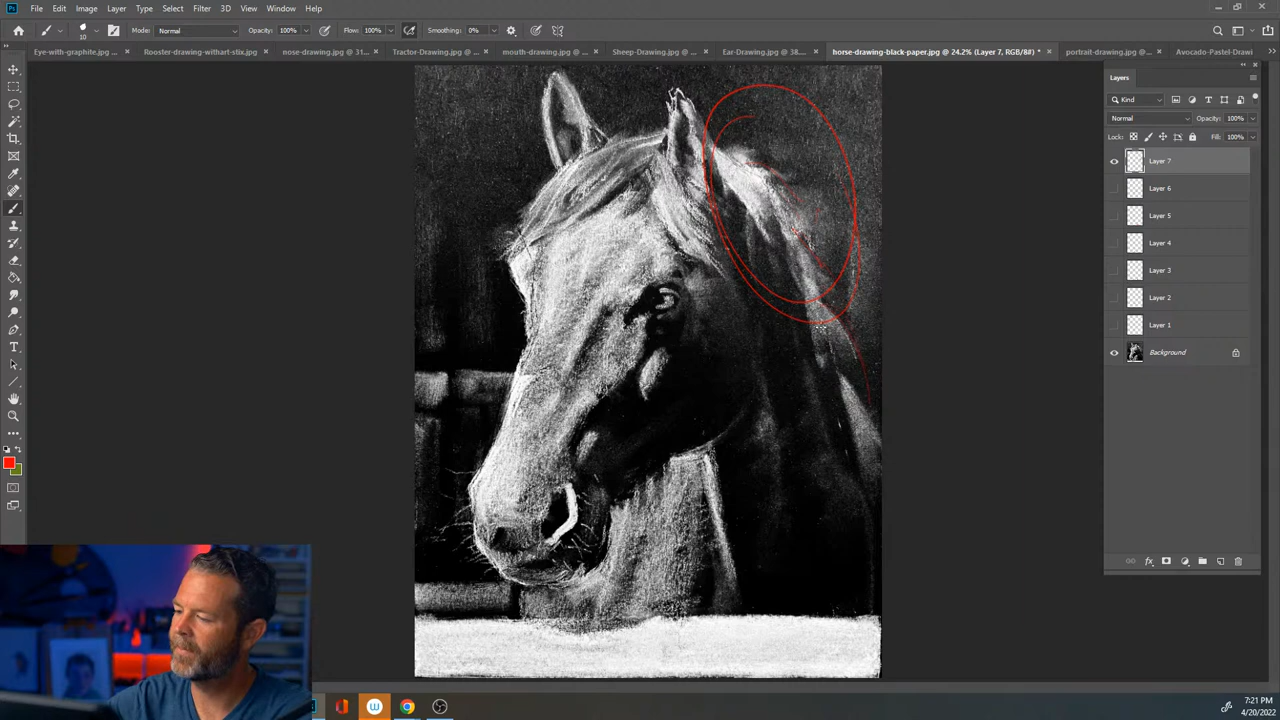 File Edit Image Layer Type Select Filter 3D View Window Help
10 Mode: Normal Opacity: 100% Flow: 100% Smoothing: 0%
Eye-with-graphite.jpg Rooster-drawing-withart-stix.jpg nose-drawing.jpg @ 31... Tractor-Drawing.jpg @... mouth-drawing.jpg @... Sheep-Drawing.jpg @... Ear-Drawing.jpg @ 38.... horse-drawing-black-paper.jpg @ 24.2% (Layer 7, RGB/8#) * portrait-drawing.jpg @... Avocado-Pastel-Drawi
Layers
Kind
Normal Opacity: 100%
Lock: Fill: 100%
Layer 7
Layer 6
Layer 5
Layer 4
Layer 3
Layer 2
Layer 1
Background
fx
7:21 PM
4/20/2022